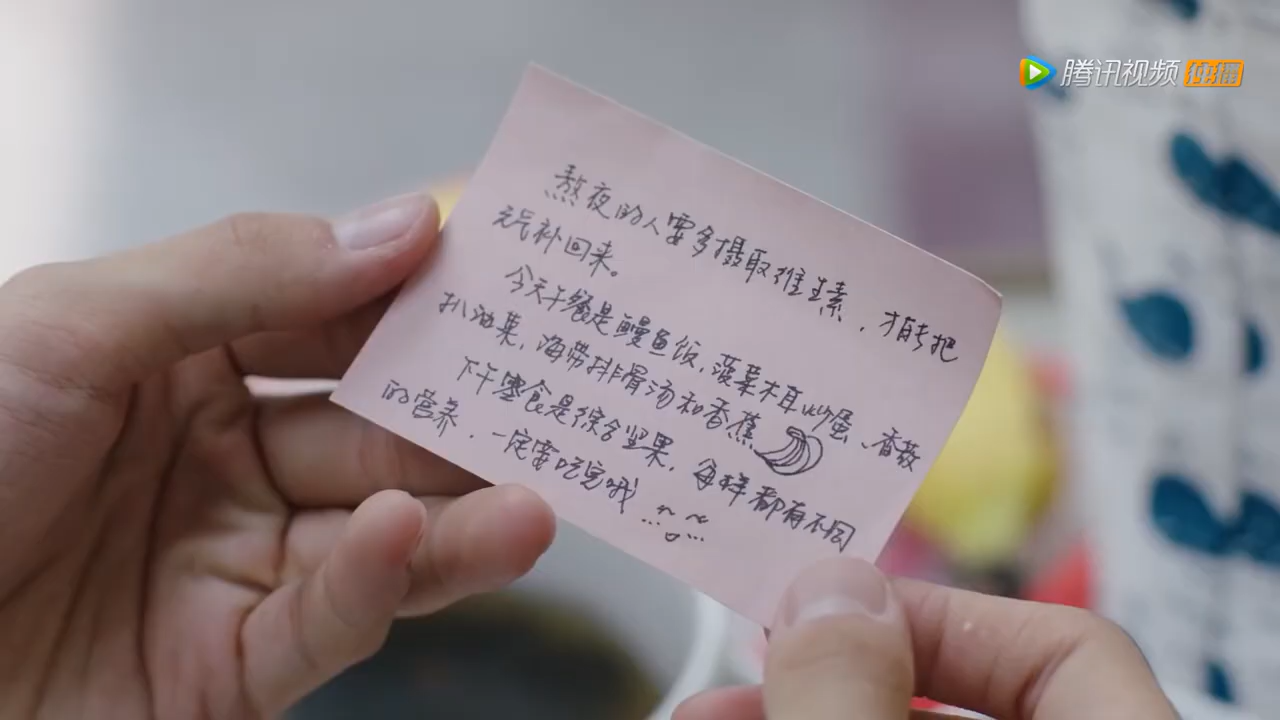 腾讯视频 独播
熬夜的人要多摄取维生素，才能把
元气补回来。
今天午餐是鳗鱼饭，菠菜木耳炒蛋、香菇
扒油菜，海带排骨汤和香蕉
下午零食是综合坚果，每样都有不同
的营养，一定要吃完哦